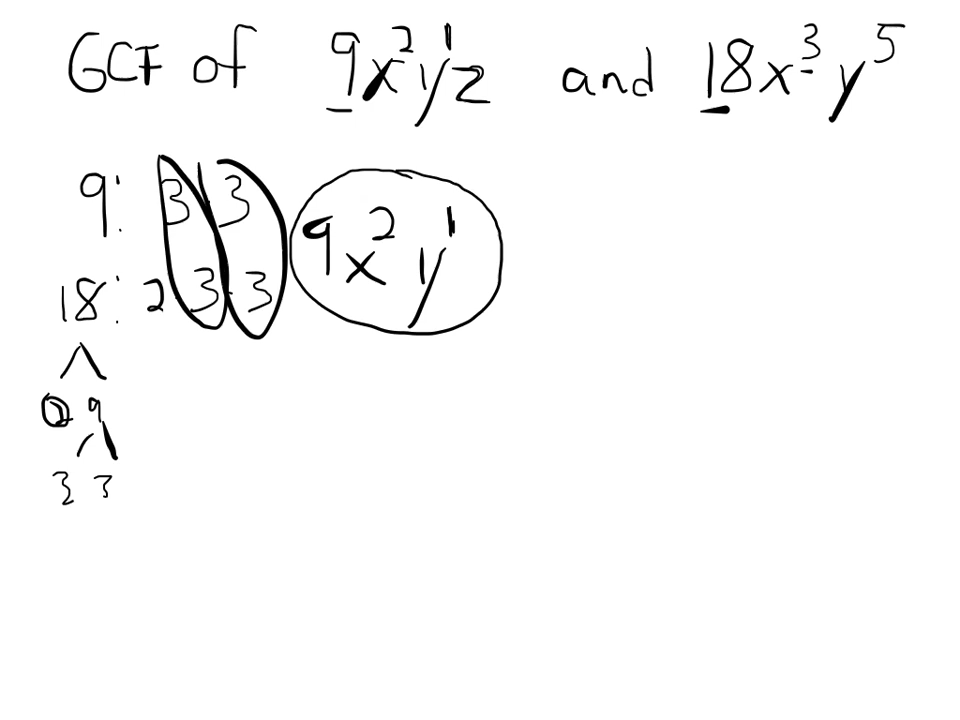 GCF of 9x²y¹z and 18x³y⁵
9: 3 3
9x²y¹
18: 2 3 3
2 9
3 3